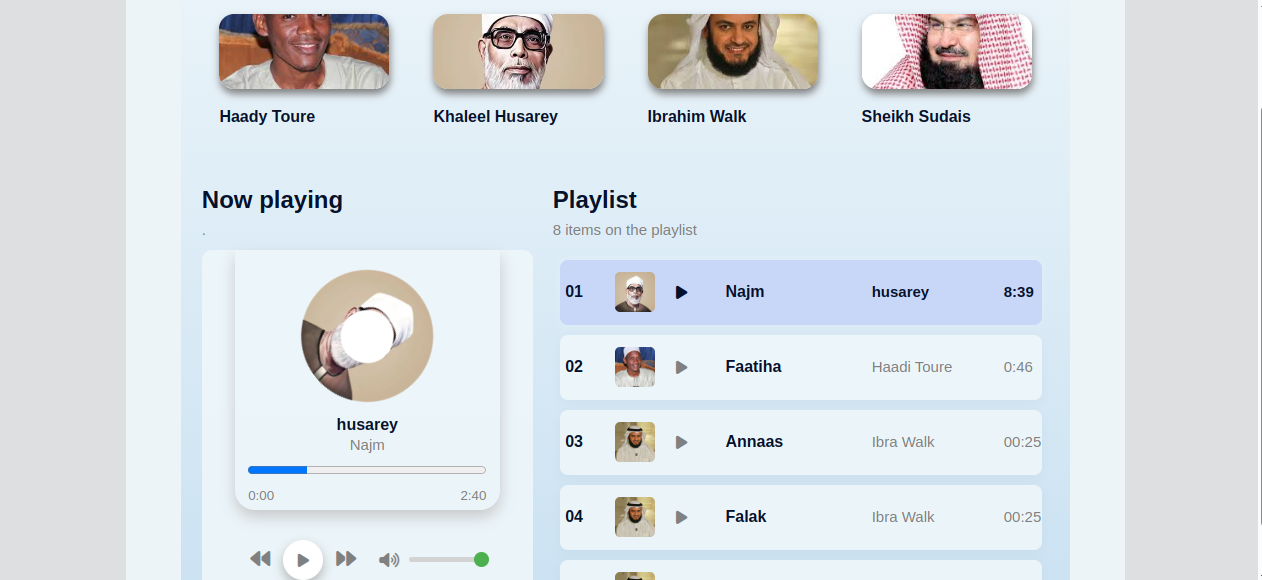 Haady Toure
Khaleel Husarey
Ibrahim Walk
Sheikh Sudais
Now playing
.
husarey
Najm
0:00 2:40
Playlist
8 items on the playlist
01 Najm husarey 8:39
02 Faatiha Haadi Toure 0:46
03 Annaas Ibra Walk 00:25
04 Falak Ibra Walk 00:25